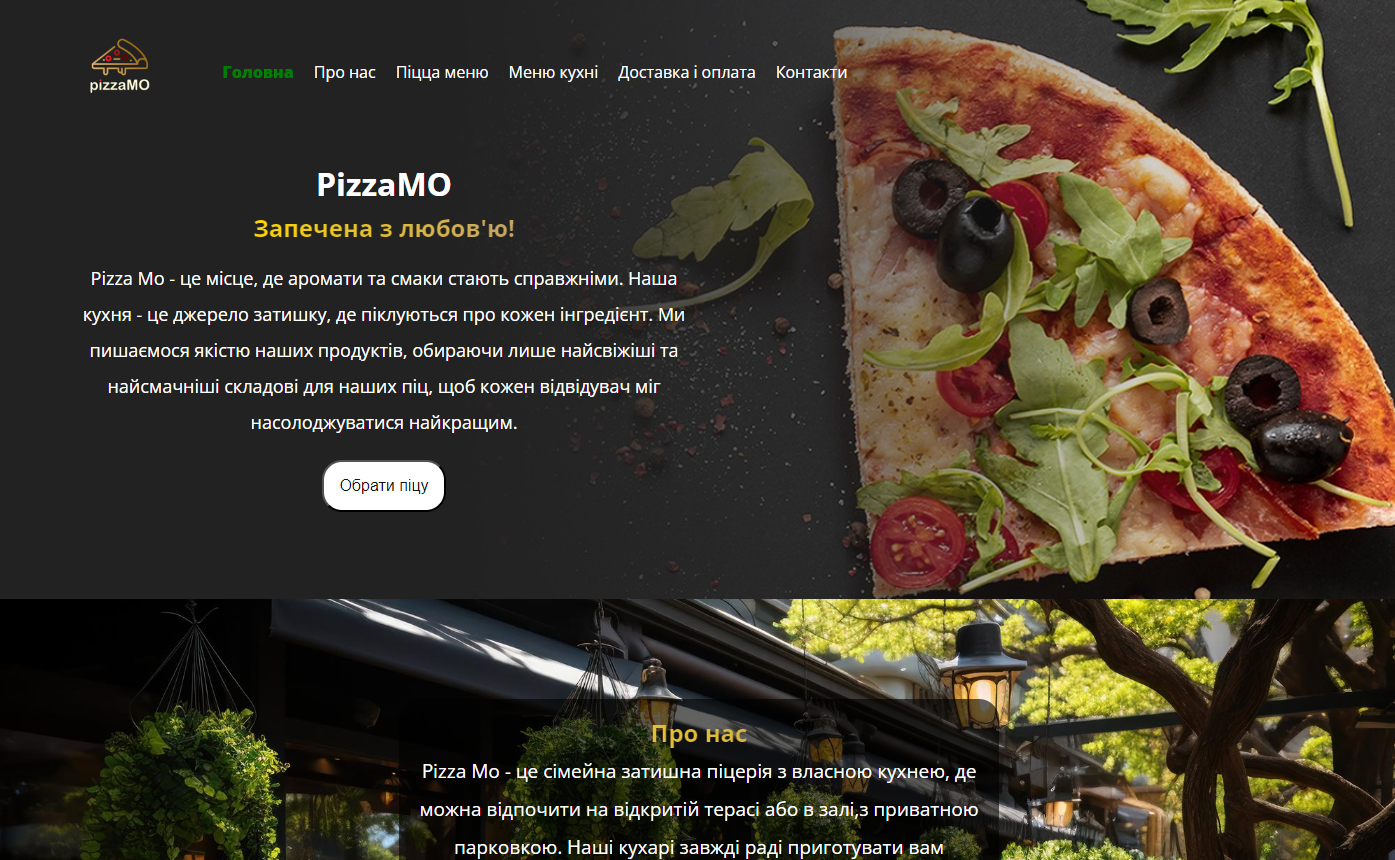 pizzaMO
Головна Про нас Піцца меню Меню кухні Доставка і оплата Контакти
PizzaMO
Запечена з любов'ю!
Pizza Mo - це місце, де аромати та смаки стають справжніми. Наша
кухня - це джерело затишку, де піклуються про кожен інгредієнт. Ми
пишаємося якістю наших продуктів, обираючи лише найсвіжіші та
найсмачніші складові для наших піц, щоб кожен відвідувач міг
насолоджуватися найкращим.
Обрати піцу
Про нас
Pizza Mo - це сімейна затишна піцерія з власною кухнею, де
можна відпочити на відкритій терасі або в залі,з приватною
парковкою. Наші кухарі завжди раді приготувати вам